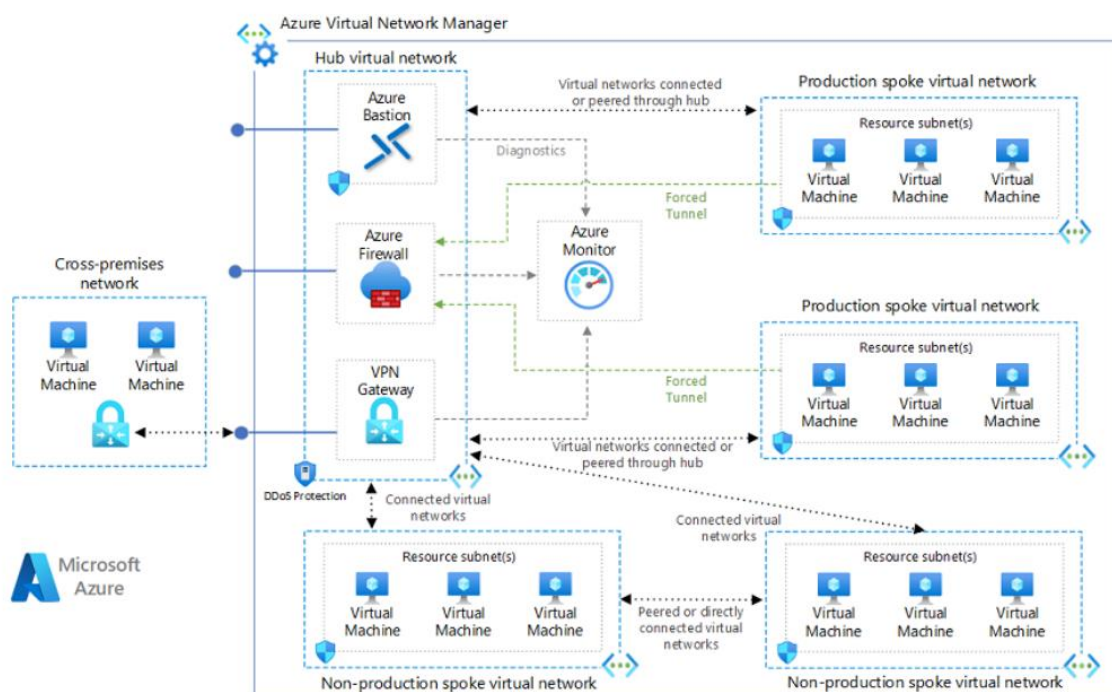 Azure Virtual Network Manager
Hub virtual network
Azure
Bastion
Diagnostics
Virtual networks connected
or peered through hub
Production spoke virtual network
Resource subnet(s)
Virtual
Machine
Virtual
Machine
Virtual
Machine
Forced
Tunnel
Azure
Firewall
Azure
Monitor
Cross-premises
network
Virtual
Machine
Virtual
Machine
Production spoke virtual network
Resource subnet(s)
Virtual
Machine
Virtual
Machine
Virtual
Machine
Forced
Tunnel
VPN
Gateway
Virtual networks connected or
peered through hub
DDoS Protection
Connected virtual
networks
Connected virtual
networks
Microsoft
Azure
Resource subnet(s)
Virtual
Machine
Virtual
Machine
Virtual
Machine
Non-production spoke virtual network
Peered or directly
connected virtual
networks
Resource subnet(s)
Virtual
Machine
Virtual
Machine
Virtual
Machine
Non-production spoke virtual network